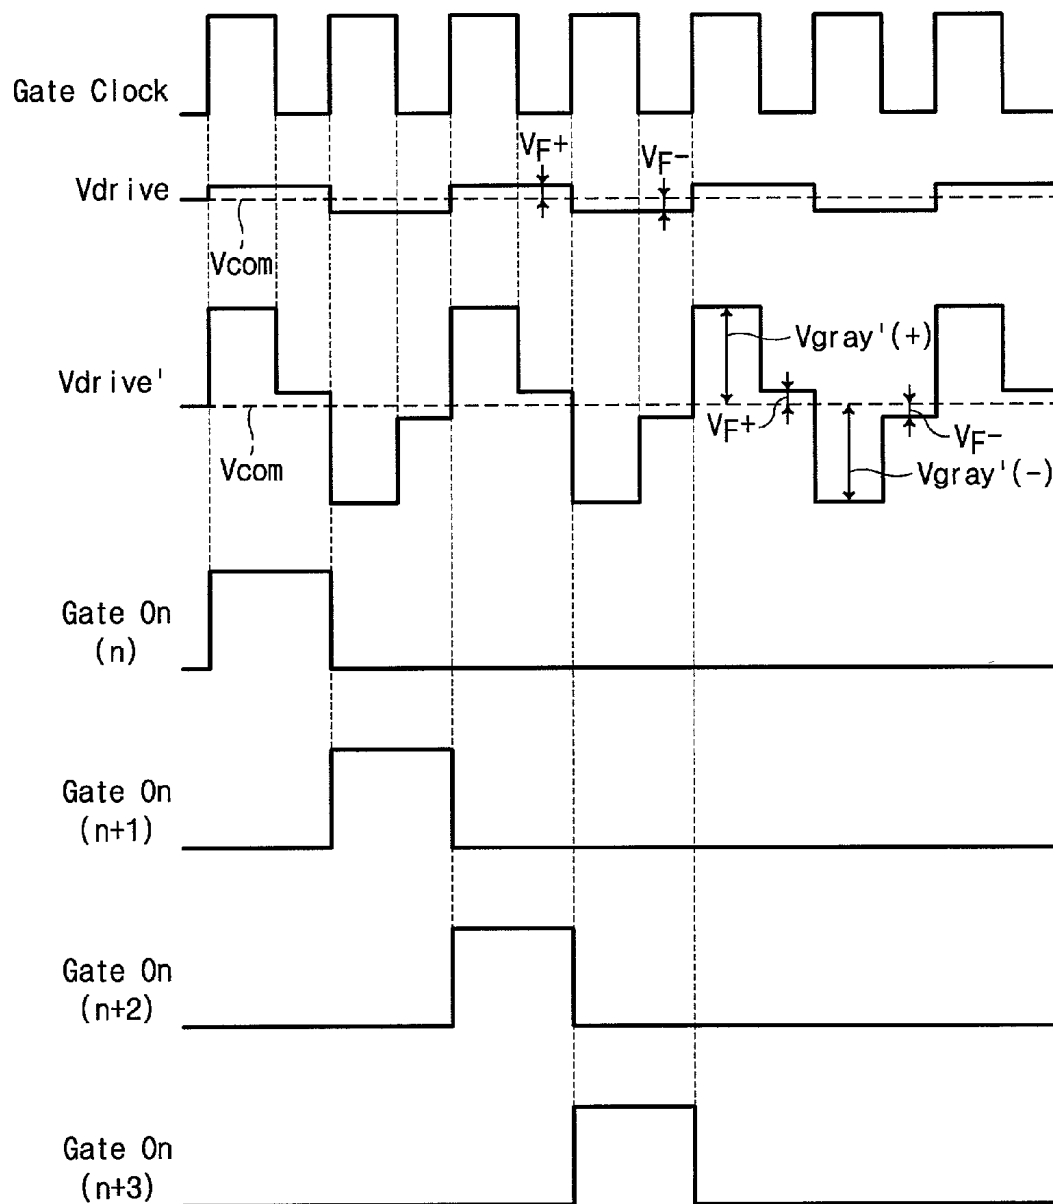 Gate Clock
VF+
VF-
Vdrive
Vcom
Vgray'(+)
Vdrive'
VF+
VF-
Vcom
Vgray'(-)
Gate On
(n)
Gate On
(n+1)
Gate On
(n+2)
Gate On
(n+3)